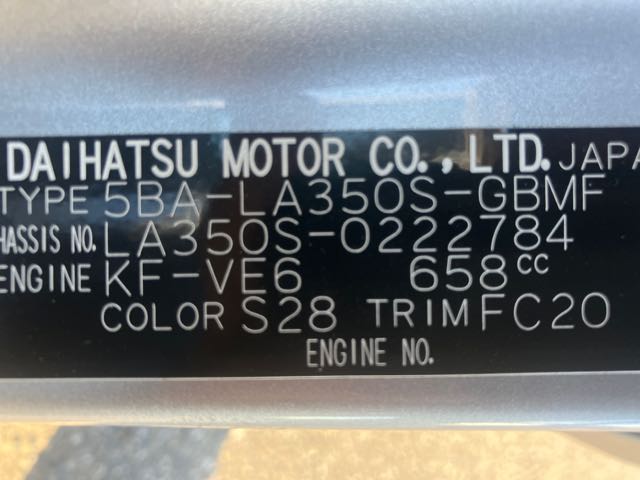 DAIHATSU MOTOR CO., LTD. JAPA
TYPE 5BA-LA350S-GBMF
HASSIS NO. LA350S-0222784
ENGINE KF-VE6 658cc
COLOR S28 TRIM FC20
ENGINE NO.